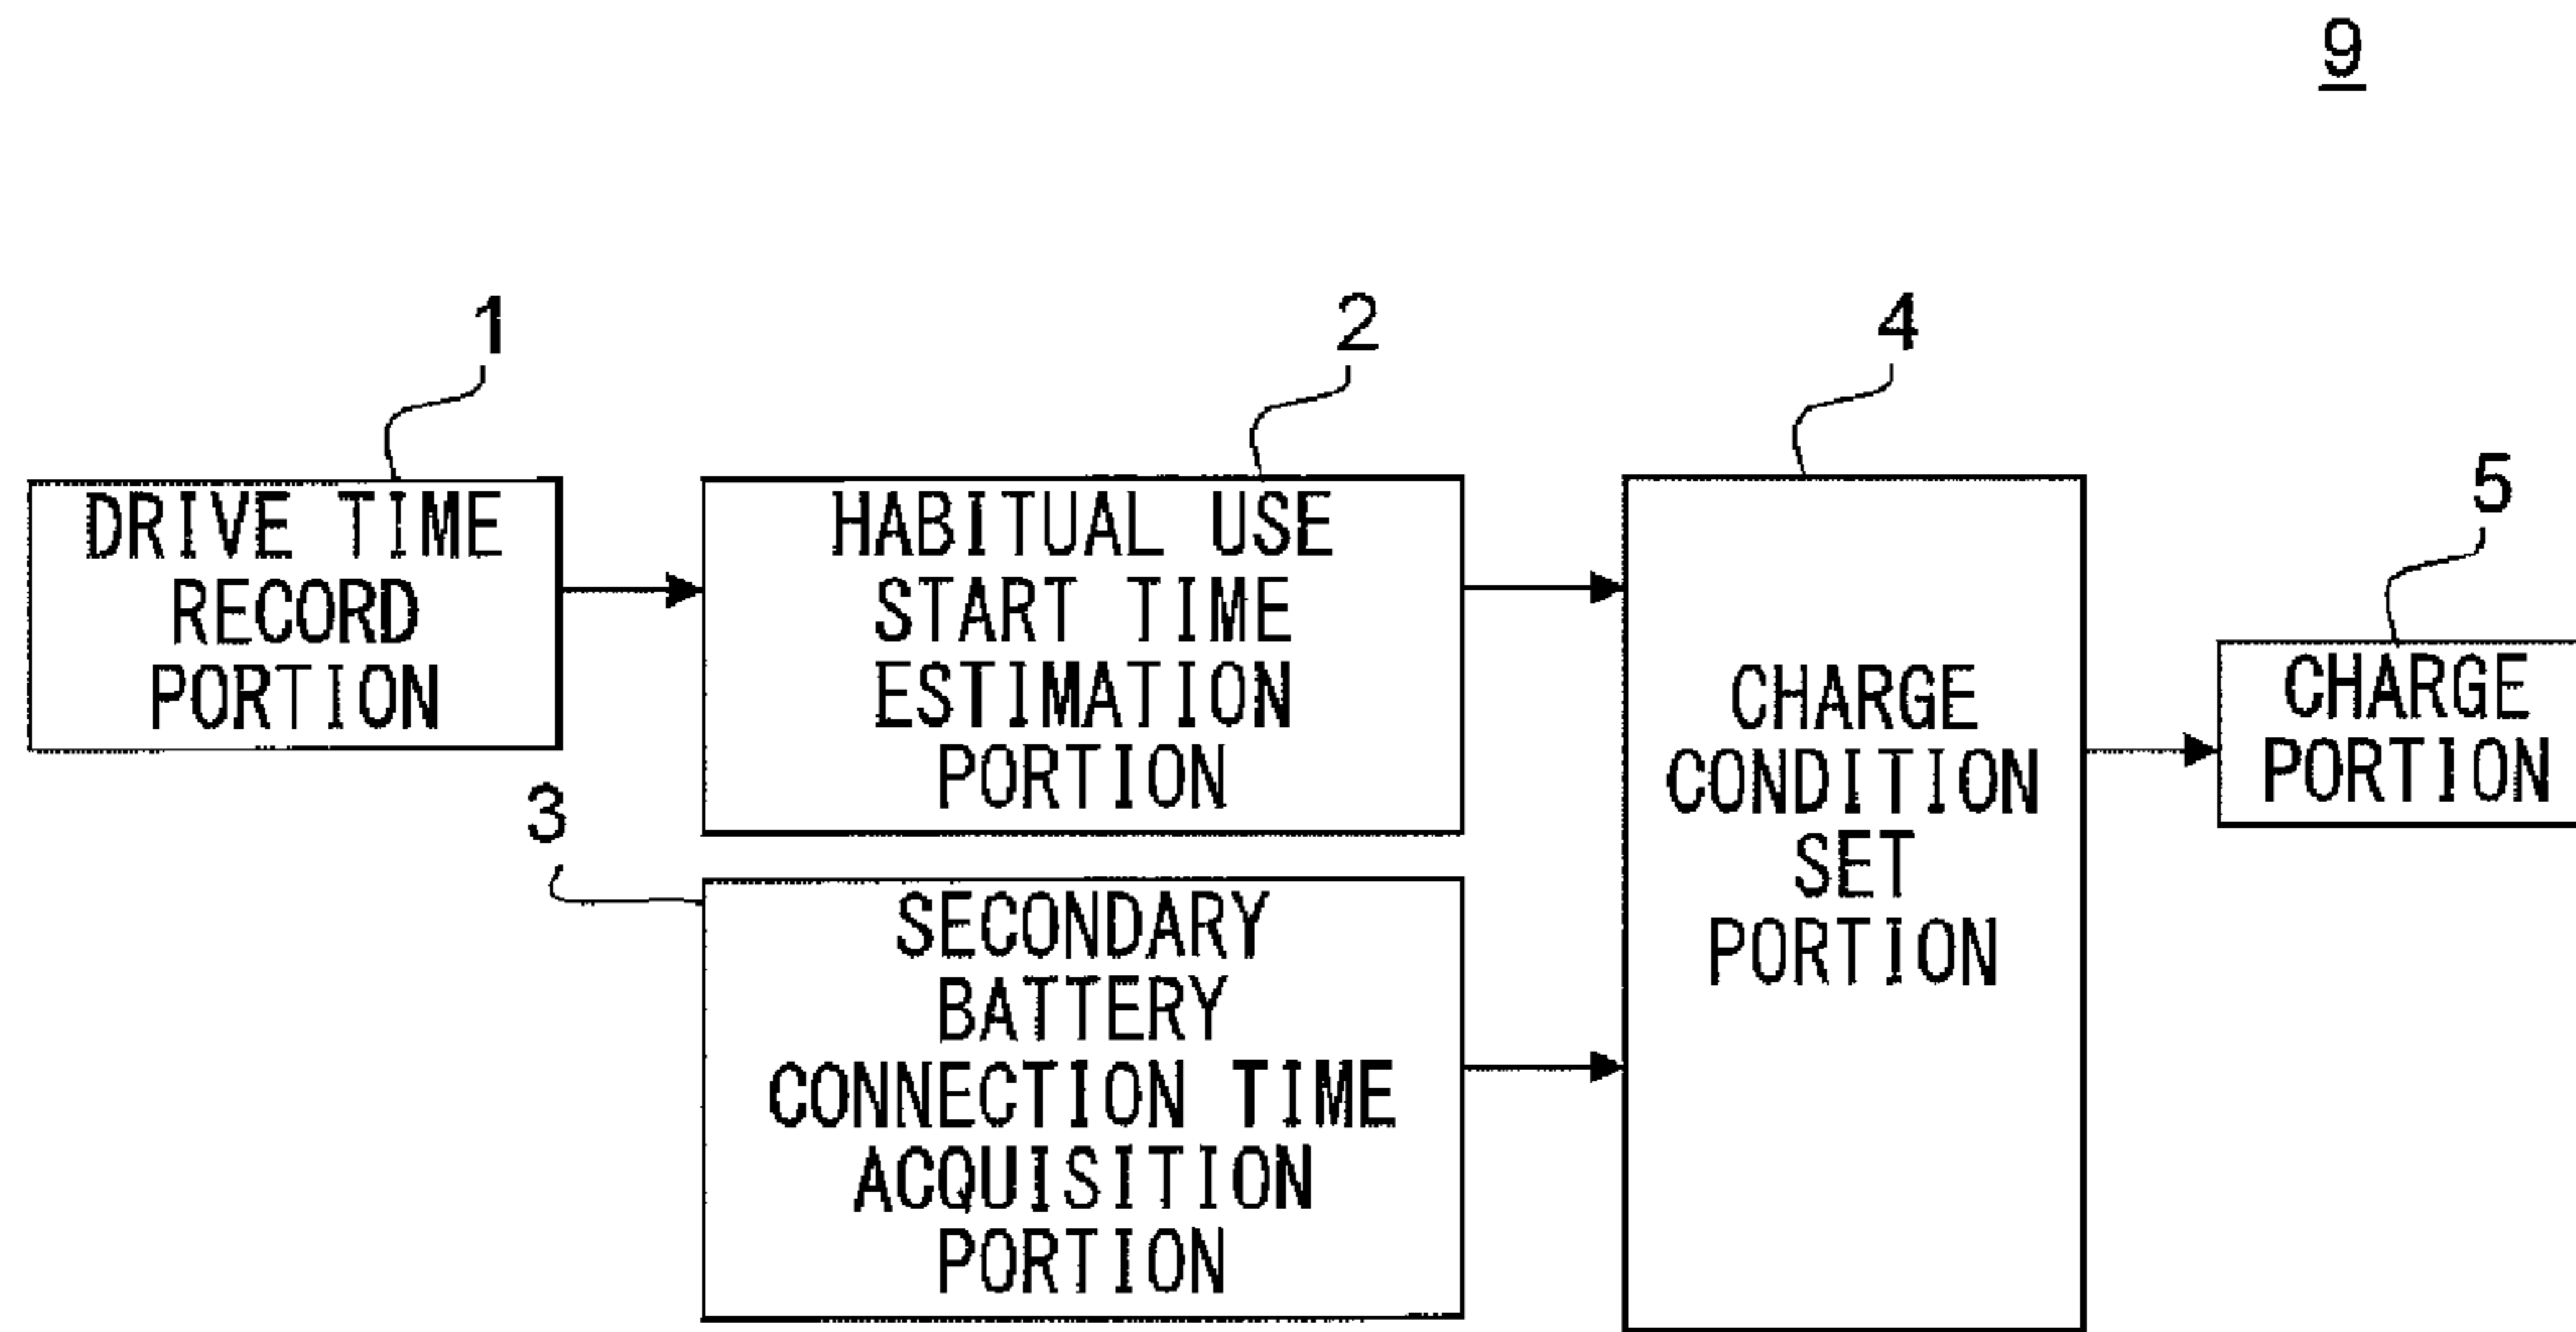 9
1
DRIVE TIME
RECORD
PORTION
2
HABITUAL USE
START TIME
ESTIMATION
PORTION
3
SECONDARY
BATTERY
CONNECTION TIME
ACQUISITION
PORTION
4
CHARGE
CONDITION
SET
PORTION
5
CHARGE
PORTION